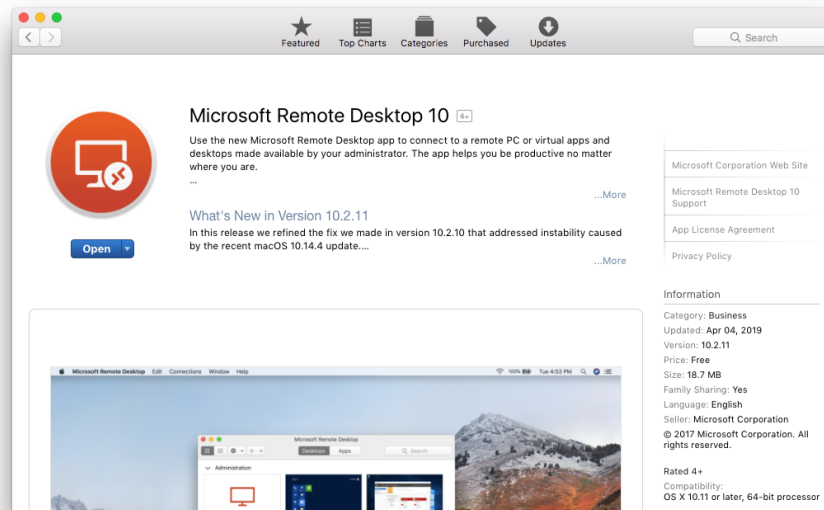 Featured
Top Charts
Categories
Purchased
Updates
Search
Microsoft Remote Desktop 10 4+
Use the new Microsoft Remote Desktop app to connect to a remote PC or virtual apps and
desktops made available by your administrator. The app helps you be productive no matter
where you are.
...
...More
What's New in Version 10.2.11
In this release we refined the fix we made in version 10.2.10 that addressed instability caused
by the recent macOS 10.14.4 update....
...More
Open
Microsoft Corporation Web Site
Microsoft Remote Desktop 10
Support
App License Agreement
Privacy Policy
Information
Category: Business
Updated: Apr 04, 2019
Version: 10.2.11
Price: Free
Size: 18.7 MB
Family Sharing: Yes
Language: English
Seller: Microsoft Corporation
© 2017 Microsoft Corporation. All
rights reserved.
Rated 4+
Compatibility:
OS X 10.11 or later, 64-bit processor
Microsoft Remote Desktop Edit Connections Window Help
100% Tue 4:53 PM
Microsoft Remote Desktop
Desktops Apps
Search
Administration